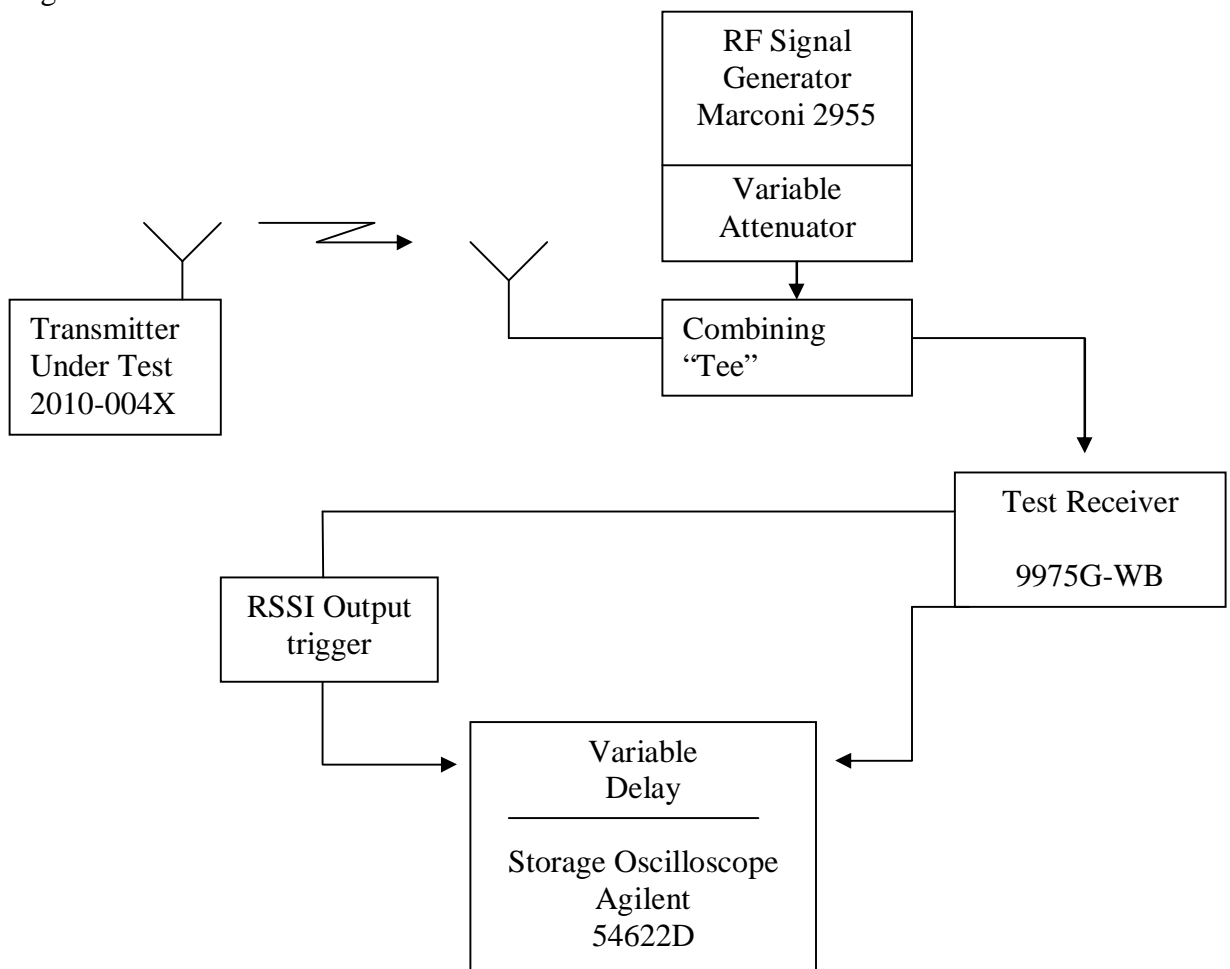 RF Signal
Generator
Marconi 2955
Variable
Attenuator
Transmitter
Under Test
2010-004X
Combining
“Tee”
Test Receiver
9975G-WB
RSSI Output
trigger
Variable
Delay
Storage Oscilloscope
Agilent
54622D